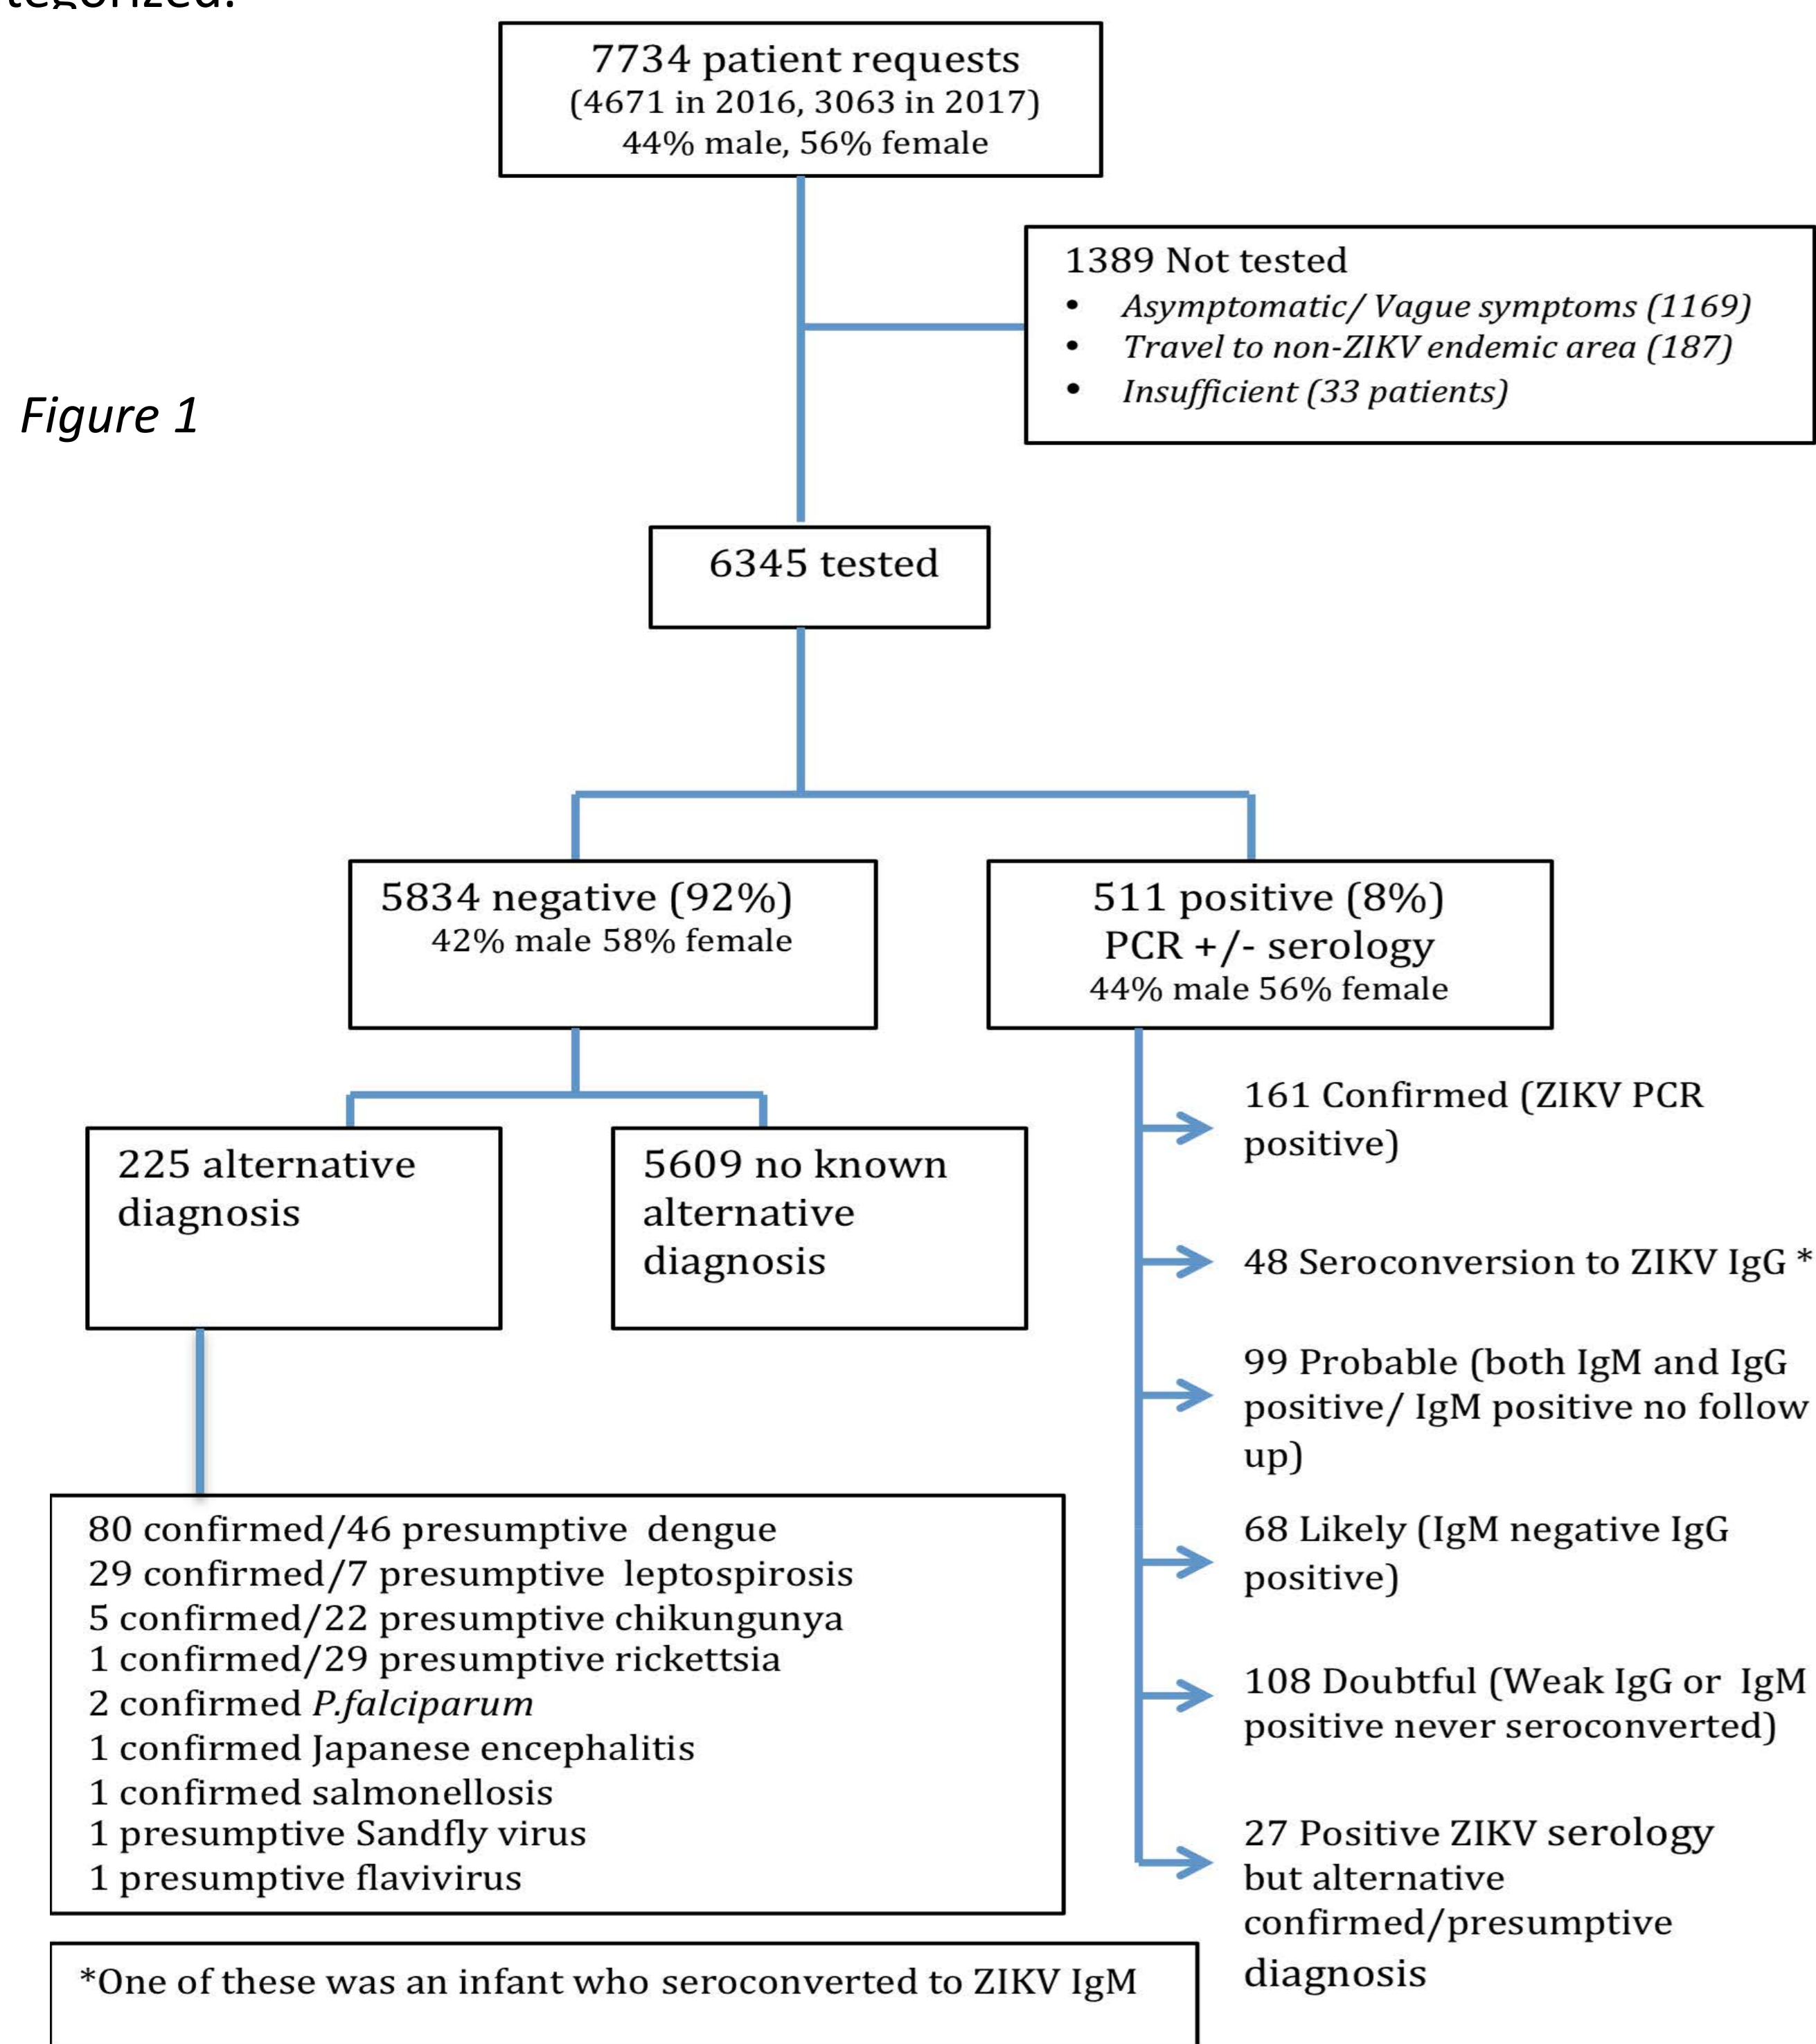 7734 patient requests
(4671 in 2016, 3063 in 2017)
44% male, 56% female
1389 Not tested
• Asymptomatic/ Vague symptoms (1169)
• Travel to non-ZIKV endemic area (187)
• Insufficient (33 patients)
Figure 1
6345 tested
5834 negative (92%)
42% male 58% female
511 positive (8%)
PCR +/- serology
44% male 56% female
225 alternative
diagnosis
5609 no known
alternative
diagnosis
161 Confirmed (ZIKV PCR
positive)
48 Seroconversion to ZIKV IgG *
99 Probable (both IgM and IgG
positive/ IgM positive no follow
up)
68 Likely (IgM negative IgG
positive)
108 Doubtful (Weak IgG or IgM
positive never seroconverted)
27 Positive ZIKV serology
but alternative
confirmed/presumptive
diagnosis
80 confirmed/46 presumptive dengue
29 confirmed/7 presumptive leptospirosis
5 confirmed/22 presumptive chikungunya
1 confirmed/29 presumptive rickettsia
2 confirmed P.falciparum
1 confirmed Japanese encephalitis
1 confirmed salmonellosis
1 presumptive Sandfly virus
1 presumptive flavivirus
*One of these was an infant who seroconverted to ZIKV IgM